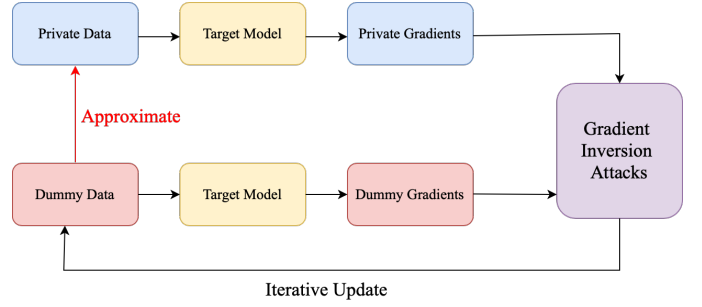 Private Data
Target Model
Private Gradients
Approximate
Gradient
Inversion
Attacks
Dummy Data
Target Model
Dummy Gradients
Iterative Update